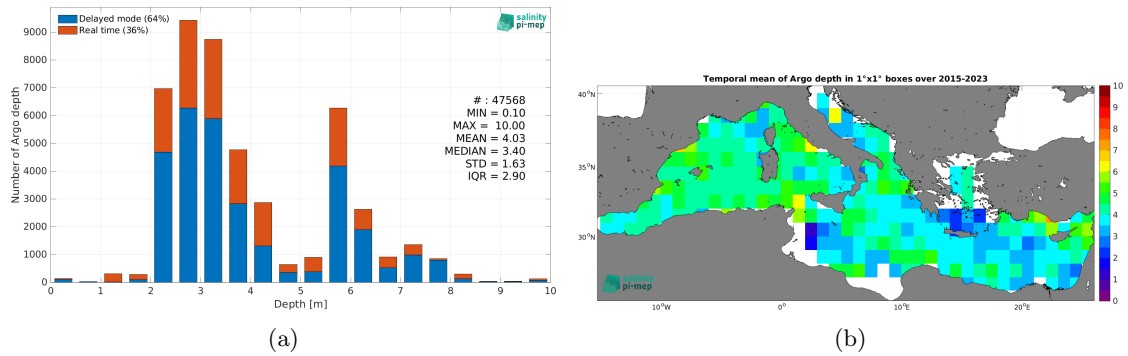 Delayed mode (64%)
Real time (36%)
salinity
pi-mep
# : 47568
MIN = 0.10
MAX = 10.00
MEAN = 4.03
MEDIAN = 3.40
STD = 1.63
IQR = 2.90
Number of Argo depth
9000
8000
7000
6000
5000
4000
3000
2000
1000
0
0 1 2 3 4 5 6 7 8 9 10
Depth [m]
(a)
Temporal mean of Argo depth in 1°x1° boxes over 2015-2023
40°N
35°N
30°N
10°W 0° 10°E 20°E
10
9
8
7
6
5
4
3
2
1
0
salinity
pi-mep
(b)